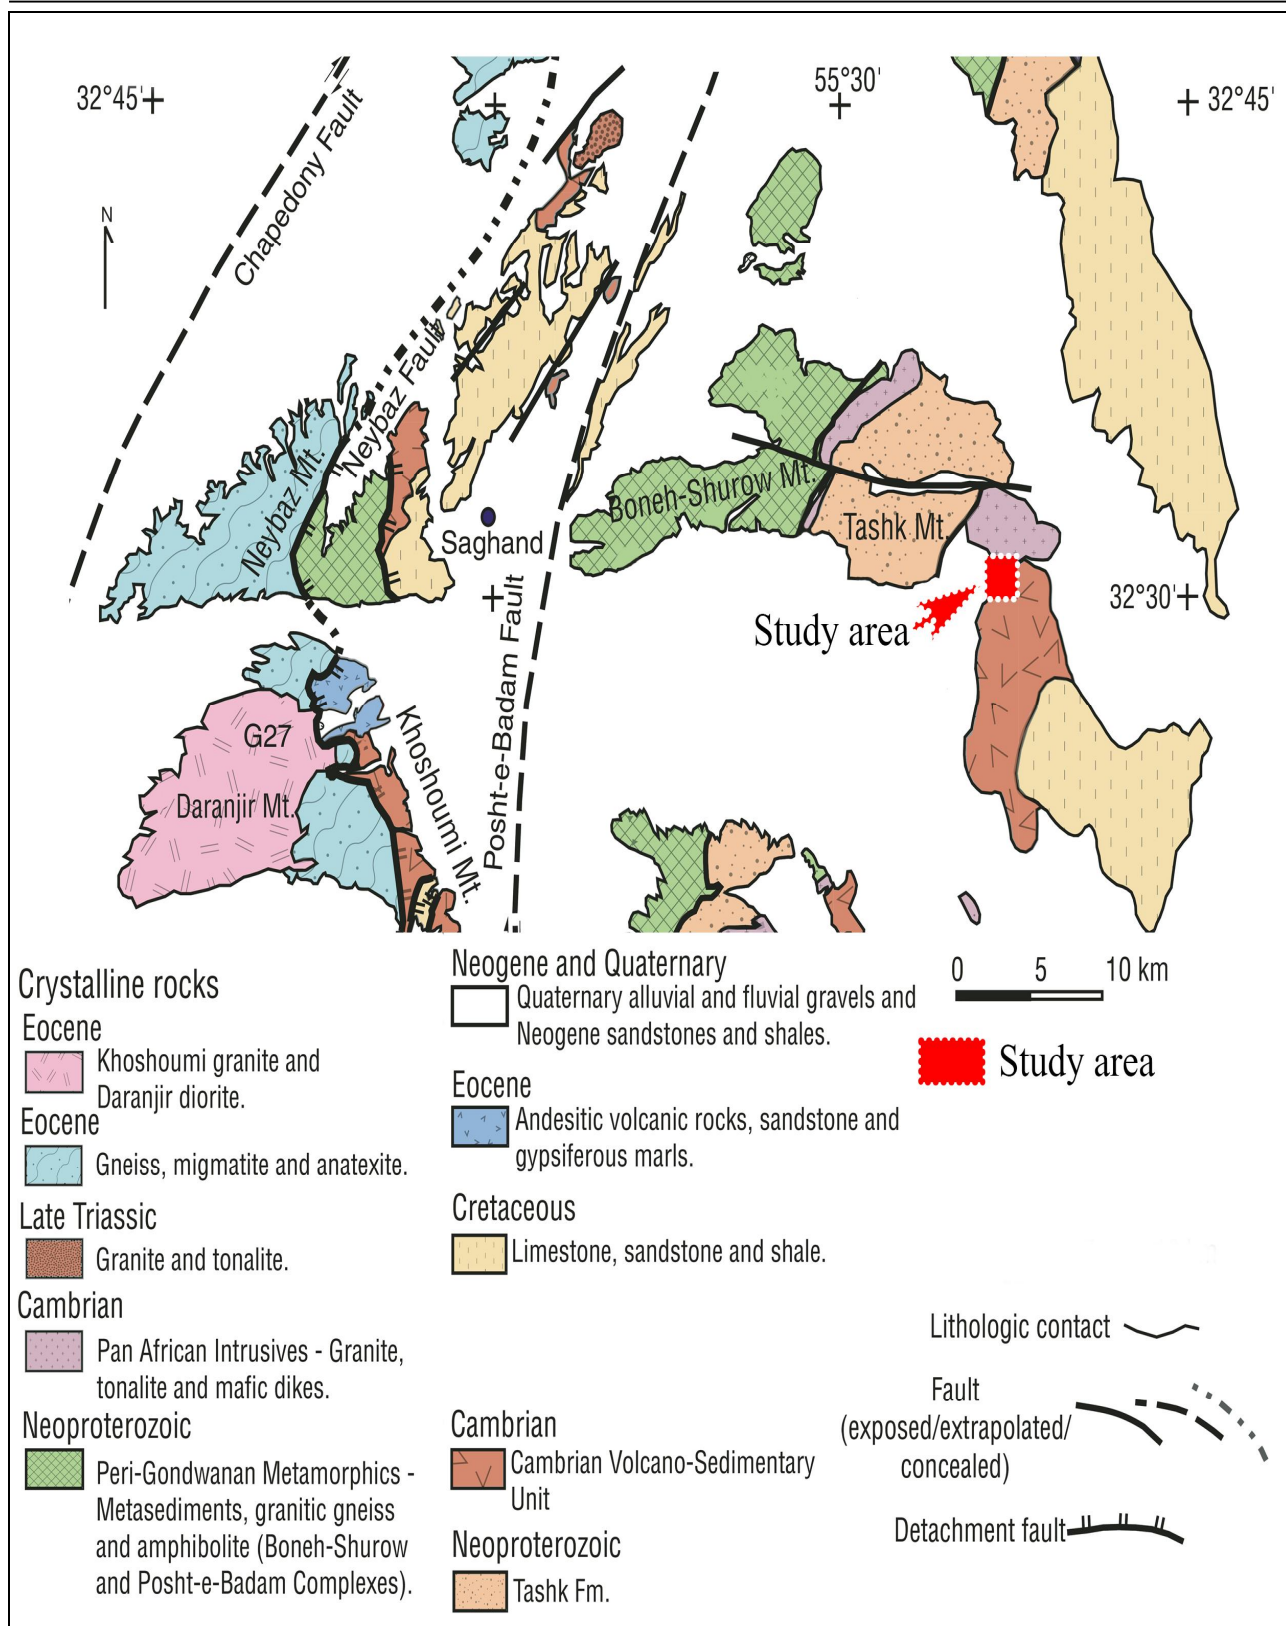 32°45'
55°30'
32°45'
N
Chapedony Fault
Neybaz Fault
Neybaz Mt.
Saghand
Boneh-Shurow Mt.
Tashk Mt.
32°30'
Study area
Posht-e-Badam Fault
Khoshoumi Mt.
G27
Daranjir Mt.
Crystalline rocks
Eocene
Khoshoumi granite and
Daranjir diorite.
Eocene
Gneiss, migmatite and anatexite.
Late Triassic
Granite and tonalite.
Cambrian
Pan African Intrusives - Granite,
tonalite and mafic dikes.
Neoproterozoic
Peri-Gondwanan Metamorphics -
Metasediments, granitic gneiss
and amphibolite (Boneh-Shurow
and Posht-e-Badam Complexes).
Neogene and Quaternary
Quaternary alluvial and fluvial gravels and
Neogene sandstones and shales.
Eocene
Andesitic volcanic rocks, sandstone and
gypsiferous marls.
Cretaceous
Limestone, sandstone and shale.
Cambrian
Cambrian Volcano-Sedimentary
Unit
Neoproterozoic
Tashk Fm.
0 5 10 km
Study area
Lithologic contact
Fault
(exposed/extrapolated/
concealed)
Detachment fault